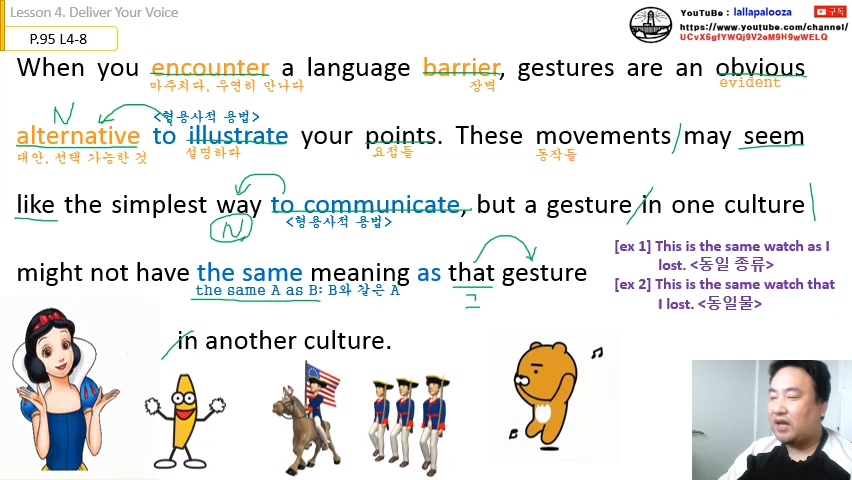 Lesson 4. Deliver Your Voice
P.95 L4-8
YouTuBe : lallapalooza
구독
https://www.youtube.com/channel/
UCvX6gfYWQj9V2eM9H9wWELQ
When you encounter a language barrier, gestures are an obvious
마주치다, 우연히 만나다 장벽 evident
N <형용사적 용법>
alternative to illustrate your points. These movements may seem
대안, 선택 가능한 것 설명하다 요점들 동작들
like the simplest way to communicate, but a gesture in one culture
N <형용사적 용법>
might not have the same meaning as that gesture
the same A as B: B와 같은 A
그
in another culture.
[ex 1] This is the same watch as I
lost. <동일 종류>
[ex 2] This is the same watch that
I lost. <동일물>